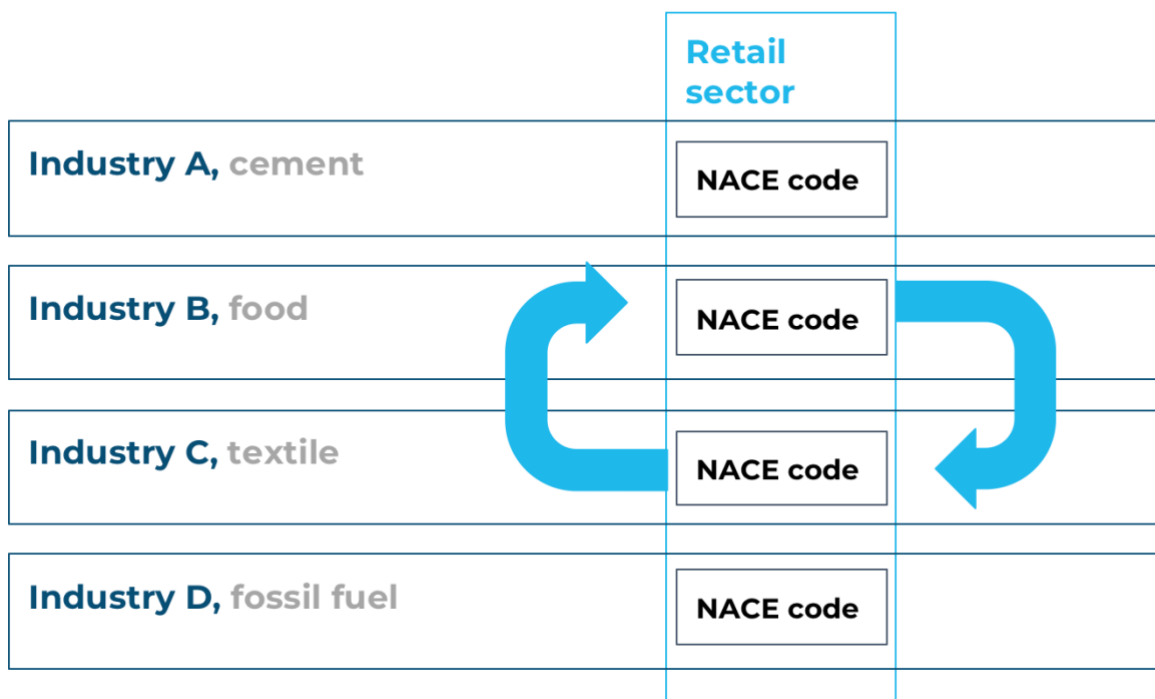 Retail
sector
Industry A, cement
NACE code
Industry B, food
NACE code
Industry C, textile
NACE code
Industry D, fossil fuel
NACE code